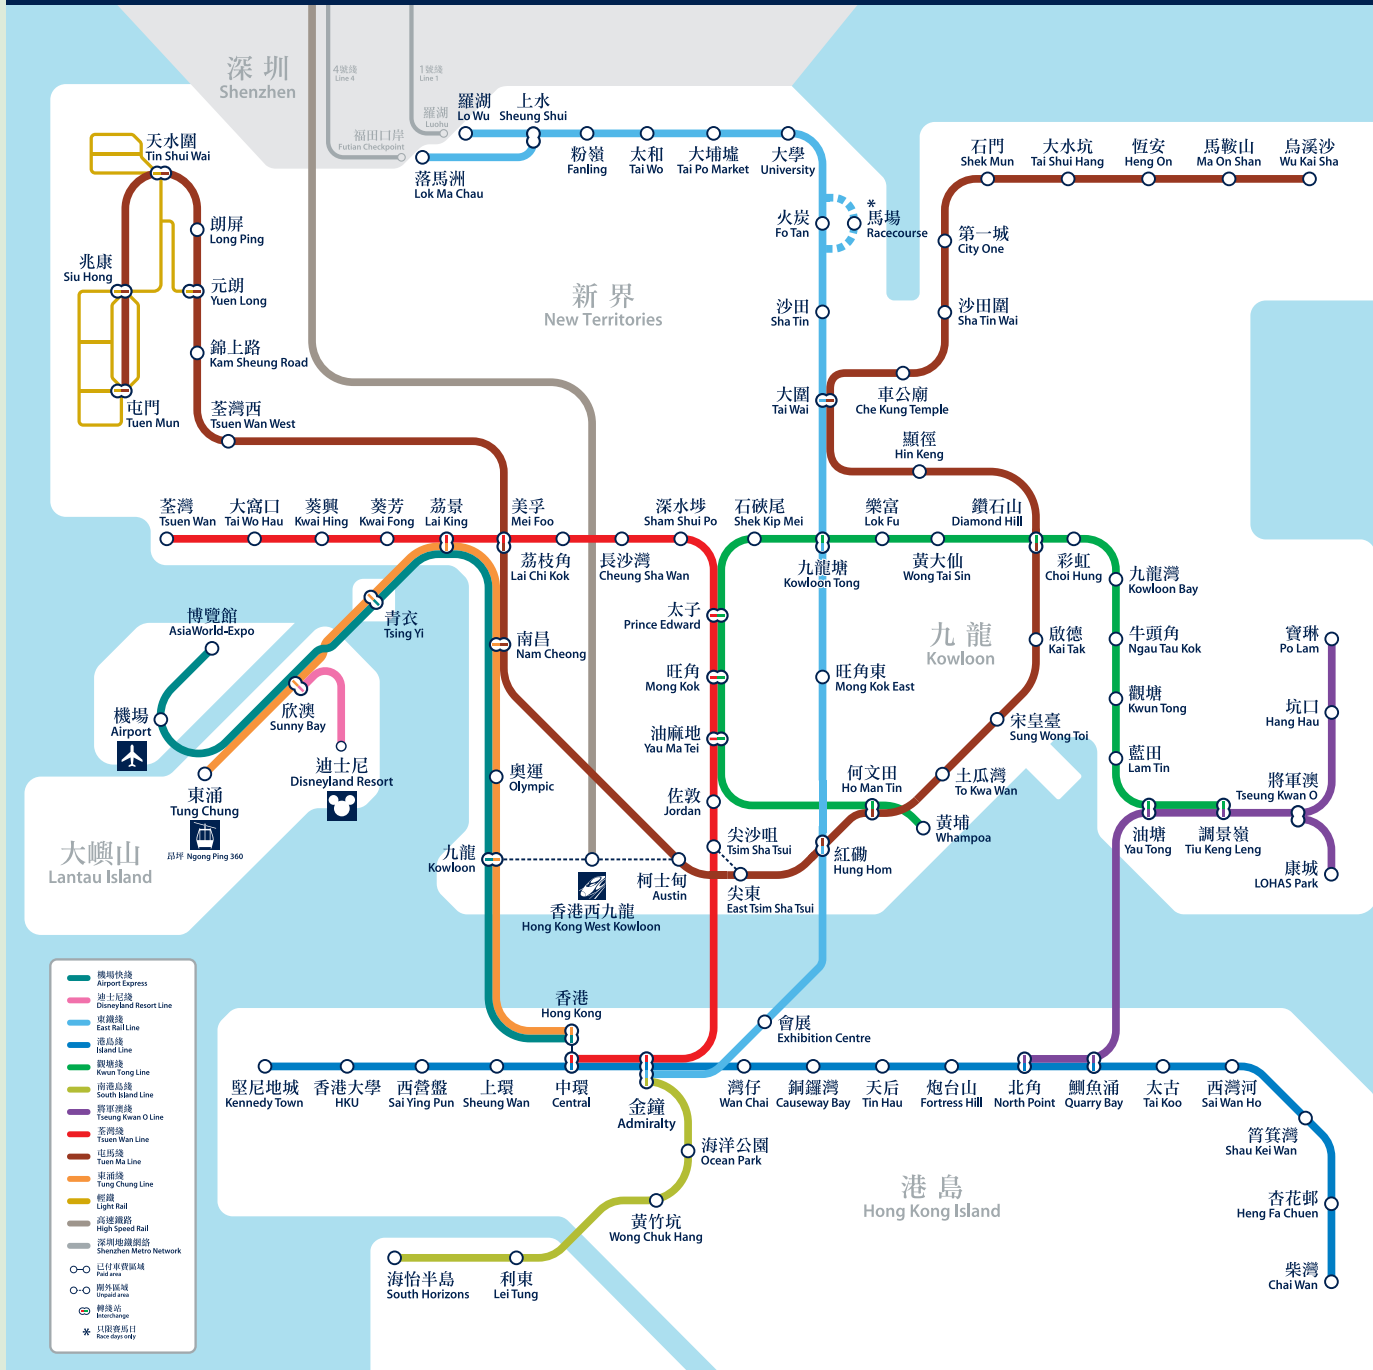 深圳
Shenzhen
4號綫
Line 4
1號綫
Line 1
羅湖
Luohu
福田口岸
Futian Checkpoint
羅湖
Lo Wu
上水
Sheung Shui
落馬洲
Lok Ma Chau
粉嶺
Fanling
太和
Tai Wo
大埔墟
Tai Po Market
大學
University
火炭
Fo Tan
*
馬場
Racecourse
沙田
Sha Tin
大圍
Tai Wai
石門
Shek Mun
大水坑
Tai Shui Hang
恆安
Heng On
馬鞍山
Ma On Shan
烏溪沙
Wu Kai Sha
第一城
City One
沙田圍
Sha Tin Wai
車公廟
Che Kung Temple
顯徑
Hin Keng
天水圍
Tin Shui Wai
朗屏
Long Ping
兆康
Siu Hong
元朗
Yuen Long
錦上路
Kam Sheung Road
屯門
Tuen Mun
荃灣西
Tsuen Wan West
新界
New Territories
荃灣
Tsuen Wan
大窩口
Tai Wo Hau
葵興
Kwai Hing
葵芳
Kwai Fong
荔景
Lai King
美孚
Mei Foo
荔枝角
Lai Chi Kok
長沙灣
Cheung Sha Wan
深水埗
Sham Shui Po
石硤尾
Shek Kip Mei
九龍塘
Kowloon Tong
樂富
Lok Fu
黃大仙
Wong Tai Sin
鑽石山
Diamond Hill
彩虹
Choi Hung
九龍灣
Kowloon Bay
牛頭角
Ngau Tau Kok
觀塘
Kwun Tong
藍田
Lam Tin
油塘
Yau Tong
調景嶺
Tiu Keng Leng
將軍澳
Tseung Kwan O
坑口
Hang Hau
寶琳
Po Lam
康城
LOHAS Park
九龍
Kowloon
啟德
Kai Tak
宋皇臺
Sung Wong Toi
土瓜灣
To Kwa Wan
何文田
Ho Man Tin
黃埔
Whampoa
紅磡
Hung Hom
旺角東
Mong Kok East
太子
Prince Edward
旺角
Mong Kok
油麻地
Yau Ma Tei
佐敦
Jordan
尖沙咀
Tsim Sha Tsui
尖東
East Tsim Sha Tsui
柯士甸
Austin
香港西九龍
Hong Kong West Kowloon
九龍
Kowloon
奧運
Olympic
南昌
Nam Cheong
青衣
Tsing Yi
博覽館
AsiaWorld-Expo
機場
Airport
欣澳
Sunny Bay
迪士尼
Disneyland Resort
東涌
Tung Chung
昂坪 Ngong Ping 360
大嶼山
Lantau Island
香港
Hong Kong
中環
Central
金鐘
Admiralty
會展
Exhibition Centre
堅尼地城
Kennedy Town
香港大學
HKU
西營盤
Sai Ying Pun
上環
Sheung Wan
灣仔
Wan Chai
銅鑼灣
Causeway Bay
天后
Tin Hau
炮台山
Fortress Hill
北角
North Point
鰂魚涌
Quarry Bay
太古
Tai Koo
西灣河
Sai Wan Ho
筲箕灣
Shau Kei Wan
杏花邨
Heng Fa Chuen
柴灣
Chai Wan
海洋公園
Ocean Park
黃竹坑
Wong Chuk Hang
利東
Lei Tung
海怡半島
South Horizons
港島
Hong Kong Island
機場快綫
Airport Express
迪士尼綫
Disneyland Resort Line
東鐵綫
East Rail Line
港島綫
Island Line
觀塘綫
Kwun Tong Line
南港島綫
South Island Line
將軍澳綫
Tseung Kwan O Line
荃灣綫
Tsuen Wan Line
屯馬綫
Tuen Ma Line
東涌綫
Tung Chung Line
輕鐵
Light Rail
高速鐵路
High Speed Rail
深圳地鐵網絡
Shenzhen Metro Network
已付車費區域
Paid area
閘外區域
Unpaid area
轉綫站
Interchange
* 只限賽馬日
Race days only